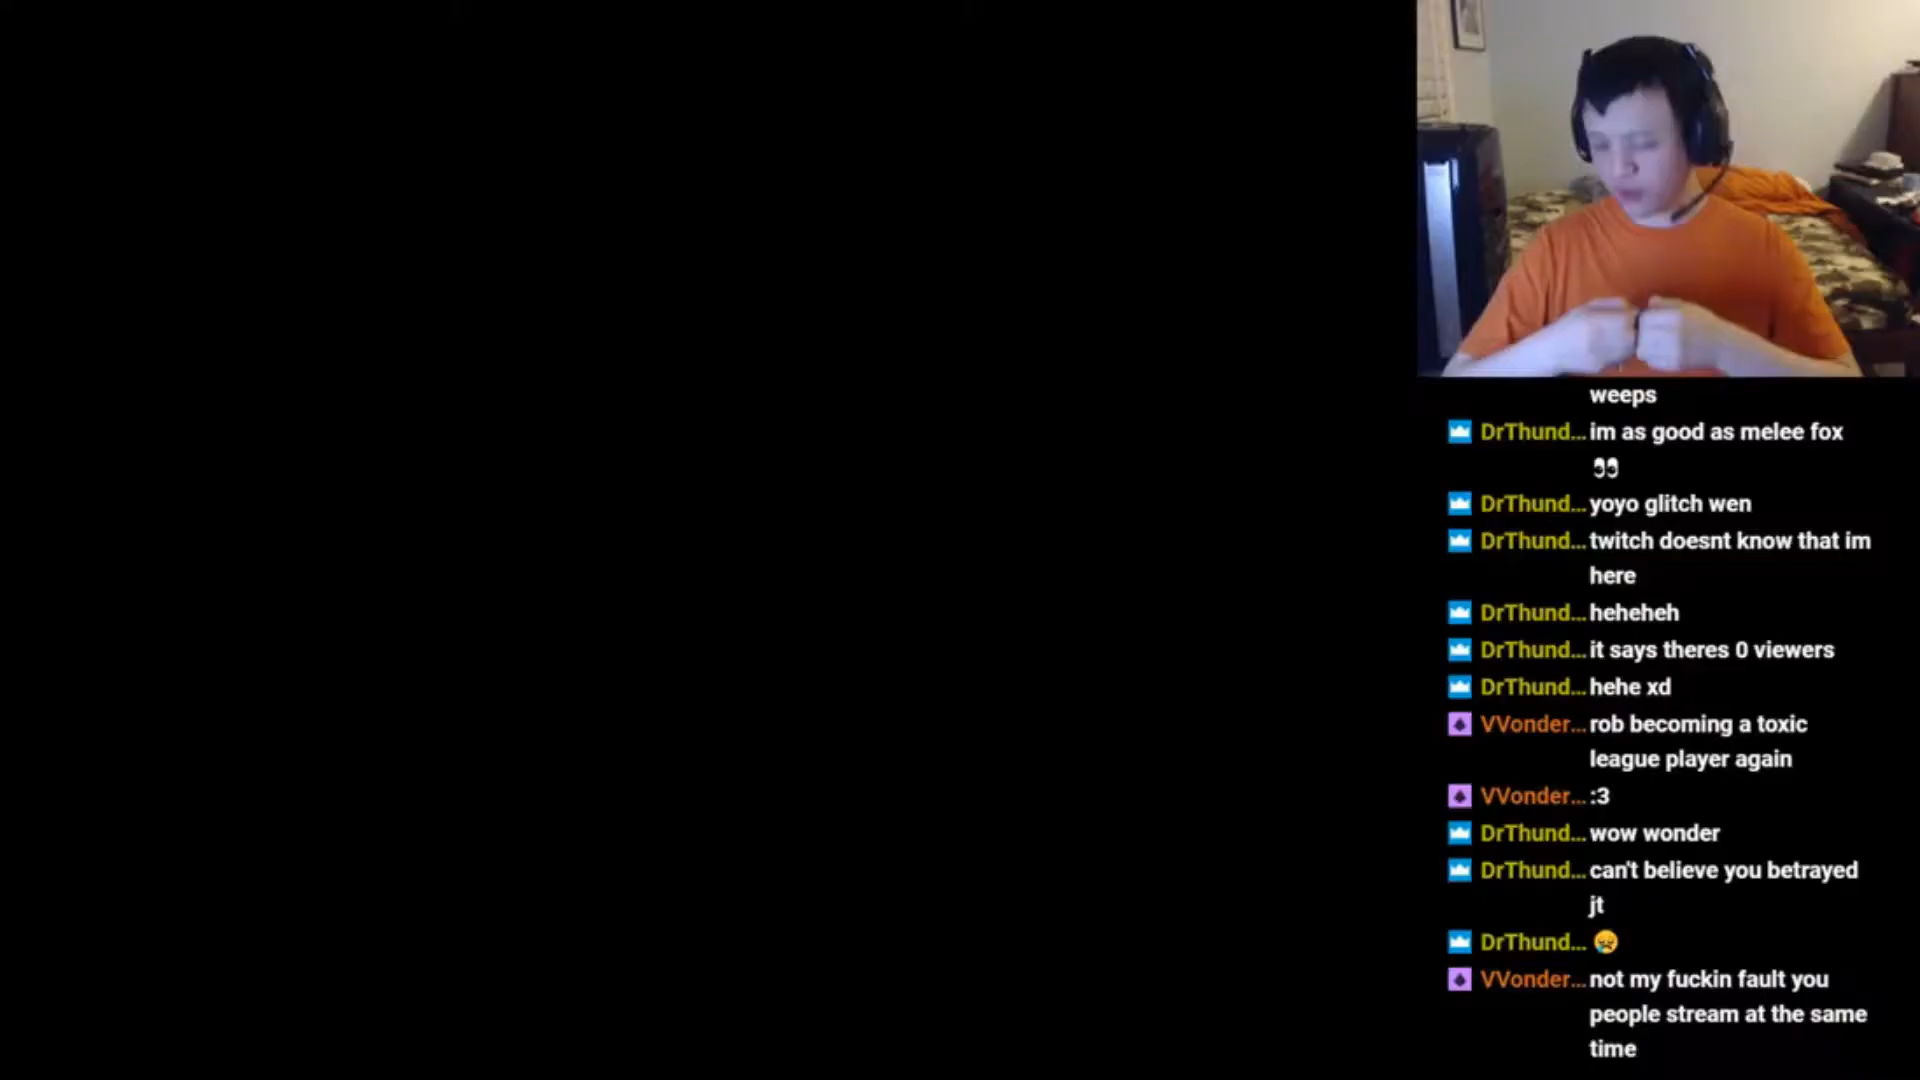 weeps
DrThund... im as good as melee fox
👀
DrThund... yoyo glitch wen
DrThund... twitch doesnt know that im
here
DrThund... heheheh
DrThund... it says theres 0 viewers
DrThund... hehe xd
VVonder... rob becoming a toxic
league player again
VVonder... :3
DrThund... wow wonder
DrThund... can't believe you betrayed
jt
DrThund... 😿
VVonder... not my fuckin fault you
people stream at the same
time